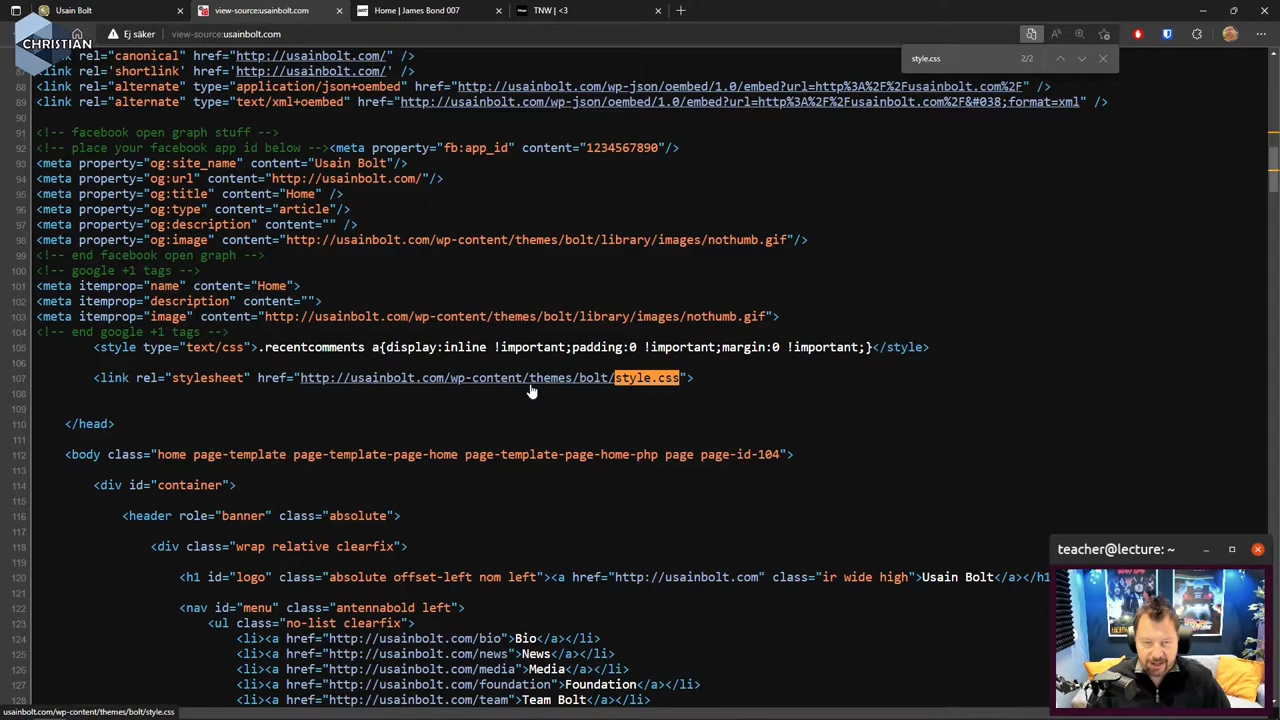 Usain Bolt
view-source:usainbolt.com
Home | James Bond 007
TNW | <3
CHRISTIAN
Ej säker
view-source:usainbolt.com
style.css
2/2
<link rel="canonical" href="http://usainbolt.com/" />
87 <link rel='shortlink' href='http://usainbolt.com/' />
88 <link rel="alternate" type="application/json+oembed" href="http://usainbolt.com/wp-json/oembed/1.0/embed?url=http%3A%2F%2Fusainbolt.com%2F" />
89 <link rel="alternate" type="text/xml+oembed" href="http://usainbolt.com/wp-json/oembed/1.0/embed?url=http%3A%2F%2Fusainbolt.com%2F&#038;format=xml" />
90
91 <!-- facebook open graph stuff -->
92 <!-- place your facebook app id below --><meta property="fb:app_id" content="1234567890"/>
93 <meta property="og:site_name" content="Usain Bolt"/>
94 <meta property="og:url" content="http://usainbolt.com/"/>
95 <meta property="og:title" content="Home" />
96 <meta property="og:type" content="article"/>
97 <meta property="og:description" content="" />
98 <meta property="og:image" content="http://usainbolt.com/wp-content/themes/bolt/library/images/nothumb.gif"/>
99 <!-- end facebook open graph -->
100 <!-- google +1 tags -->
101 <meta itemprop="name" content="Home">
102 <meta itemprop="description" content="">
103 <meta itemprop="image" content="http://usainbolt.com/wp-content/themes/bolt/library/images/nothumb.gif">
104 <!-- end google +1 tags -->
105 <style type="text/css">.recentcomments a{display:inline !important;padding:0 !important;margin:0 !important;}</style>
106
107 <link rel="stylesheet" href="http://usainbolt.com/wp-content/themes/bolt/style.css">
108
109
110 </head>
111
112 <body class="home page-template page-template-page-home page-template-page-home-php page page-id-104">
113
114 <div id="container">
115
116 <header role="banner" class="absolute">
117
118 <div class="wrap relative clearfix">
119
120 <h1 id="logo" class="absolute offset-left nom left"><a href="http://usainbolt.com" class="ir wide high">Usain Bolt</a></h1
121
122 <nav id="menu" class="antennabold left">
123 <ul class="no-list clearfix">
124 <li><a href="http://usainbolt.com/bio">Bio</a></li>
125 <li><a href="http://usainbolt.com/news">News</a></li>
126 <li><a href="http://usainbolt.com/media">Media</a></li>
127 <li><a href="http://usainbolt.com/foundation">Foundation</a></li>
128 <li><a href="http://usainbolt.com/team">Team Bolt</a></li>
usainbolt.com/wp-content/themes/bolt/style.css
teacher@lecture: ~